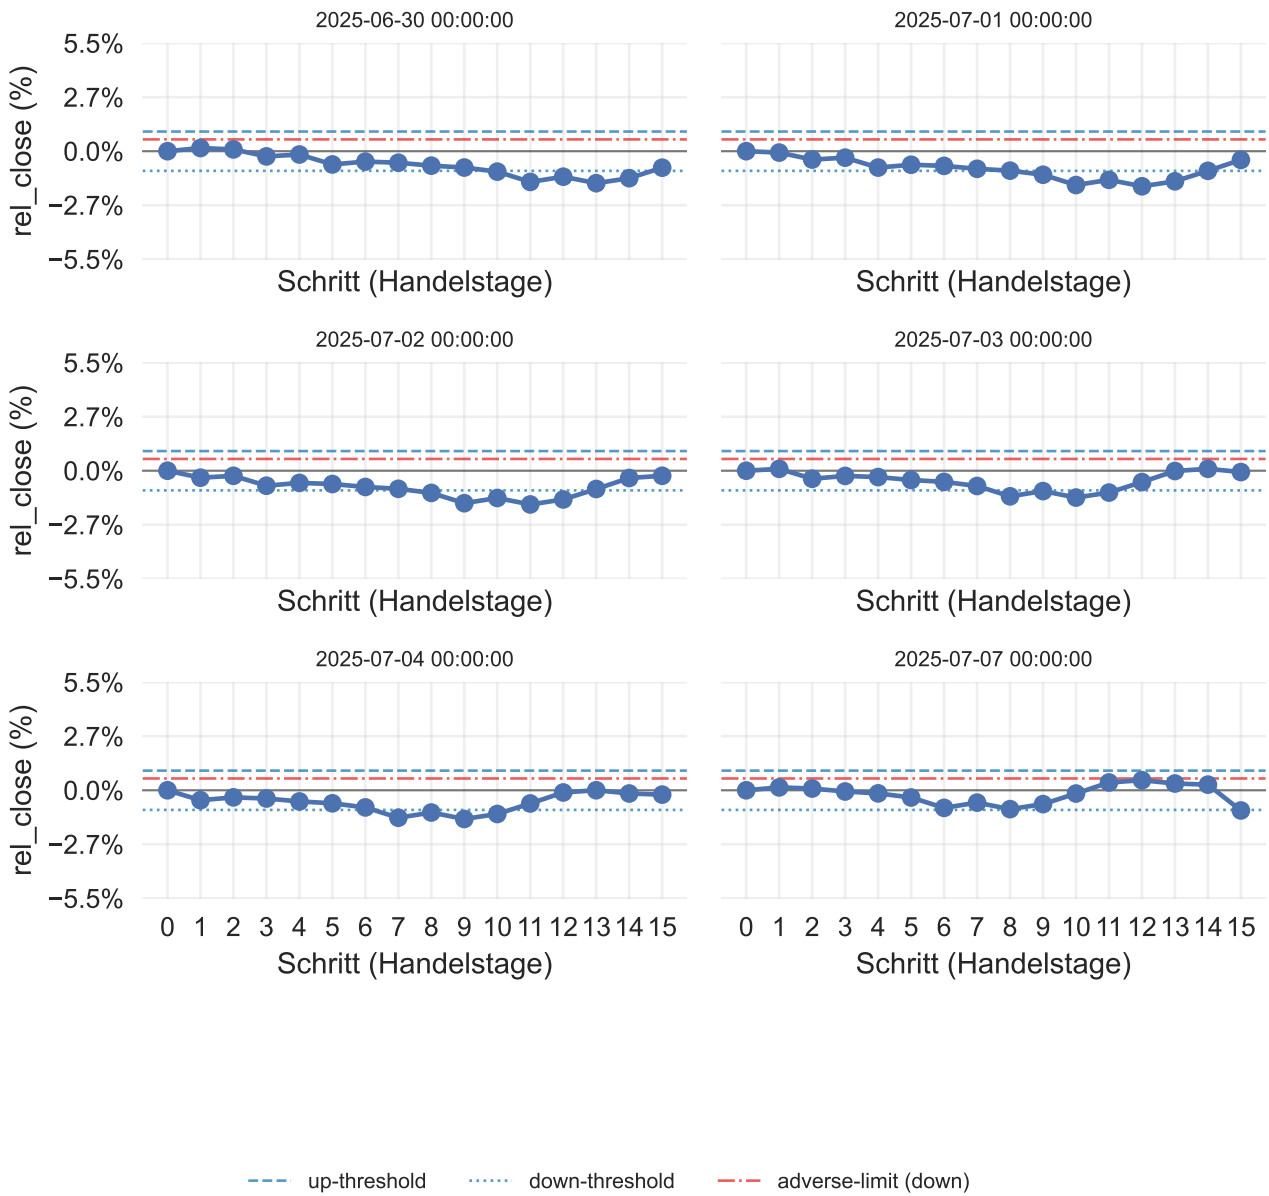 2025-06-30 00:00:00
2025-07-01 00:00:00
5.5%
2.7%
0.0%
−2.7%
−5.5%
rel_close (%)
Schritt (Handelstage)
Schritt (Handelstage)
2025-07-02 00:00:00
2025-07-03 00:00:00
5.5%
2.7%
0.0%
−2.7%
−5.5%
rel_close (%)
Schritt (Handelstage)
Schritt (Handelstage)
2025-07-04 00:00:00
2025-07-07 00:00:00
5.5%
2.7%
0.0%
−2.7%
−5.5%
rel_close (%)
0 1 2 3 4 5 6 7 8 9 10 11 12 13 14 15
0 1 2 3 4 5 6 7 8 9 10 11 12 13 14 15
Schritt (Handelstage)
Schritt (Handelstage)
up-threshold
down-threshold
adverse-limit (down)